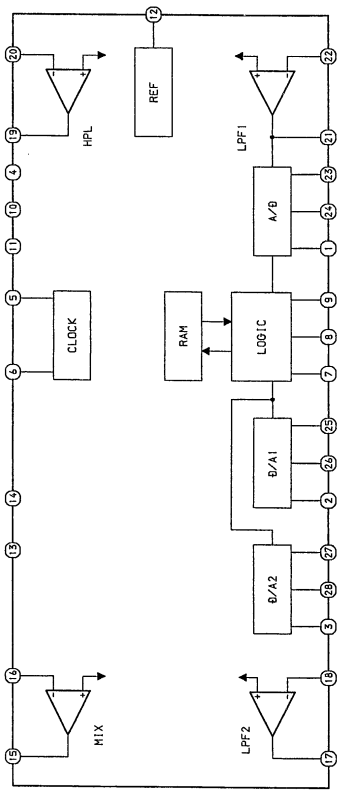 15
16
13
14
6
5
11
10
4
19
20
- +
CLOCK
- +
MIX
HPL
12
REF
RAM
LPF2
LPF1
D/A2
D/A1
LOGIC
A/D
+ -
+ -
17
18
3
28
27
2
26
25
7
8
9
1
24
23
21
22